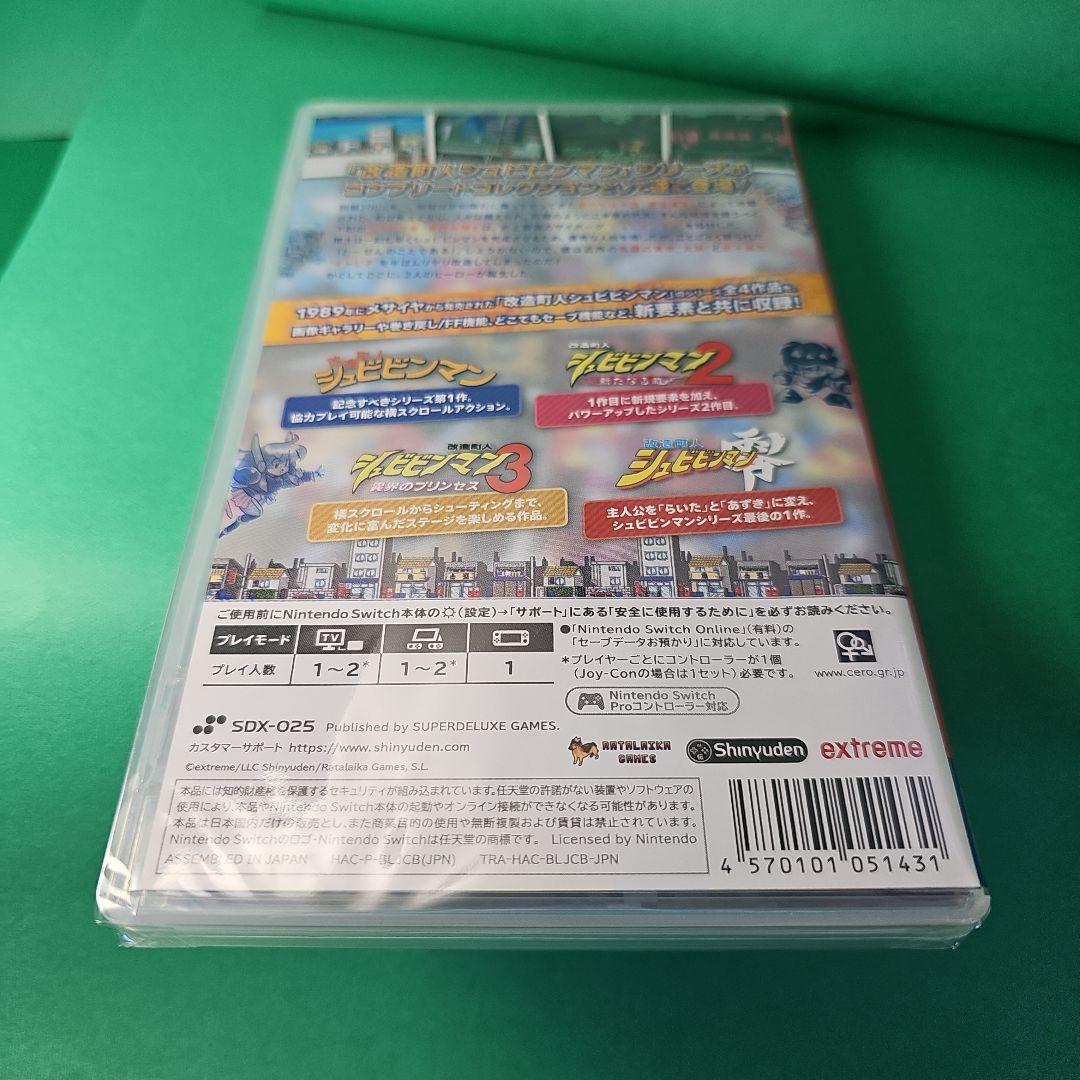 『改造町人シュビビンマン』シリーズが
コンプリートコレクションとして
かくしてここに、2人のヒーローが誕生した。
1989年にメサイヤから発売された「改造町人シュビビンマン」のシリーズ全4作品を
画像ギャラリーや巻き戻し/FF機能、どこでもセーブ機能など、新要素と共に収録!
シュビビンマン
記念すべきシリーズ第1作。
協力プレイ可能な横スクロールアクション。
改造町人
シュビビンマン2
新たなる敵
1作目に新規要素を加え、
パワーアップしたシリーズ2作目。
改造町人
シュビビンマン3
異界のプリンセス
横スクロールからシューティングまで、
変化に富んだステージを楽しめる作品。
改造町人
シュビビンマン零
主人公を「らいた」と「あずき」に変え、
シュビビンマンシリーズ最後の1作。
ご使用前にNintendo Switch本体の(設定)→「サポート」にある「安全に使用するために」を必ずお読みください。
プレイモード TV
プレイ人数 1～2* 1～2* 1
●「Nintendo Switch Online」(有料)の
「セーブデータお預かり」に対応しています。
*プレイヤーごとにコントローラーが1個
(Joy-Conの場合は1セット)必要です。
Nintendo Switch
Proコントローラー対応
www.cero.gr.jp
SDX-025 Published by SUPERDELUXE GAMES.
カスタマーサポート https://www.shinyuden.com
©extreme/LLC Shinyuden/Ratalaika Games, S.L.
RATALAIKA
GAMES
Shinyuden
extreme
本品には知的財産権を保護するセキュリティが組み込まれています。任天堂の許諾がない装置やソフトウェアの
使用により、本品やNintendo Switch本体の起動やオンライン接続ができなくなる可能性があります。
本品は日本国内だけの販売とし、また商業目的の使用や無断複製および賃貸は禁止されています。
Nintendo Switchのロゴ・Nintendo Switchは任天堂の商標です。 Licensed by Nintendo
ASSEMBLED IN JAPAN HAC-P-BLJCB(JPN) TRA-HAC-BLJCB-JPN
4 570101 051431